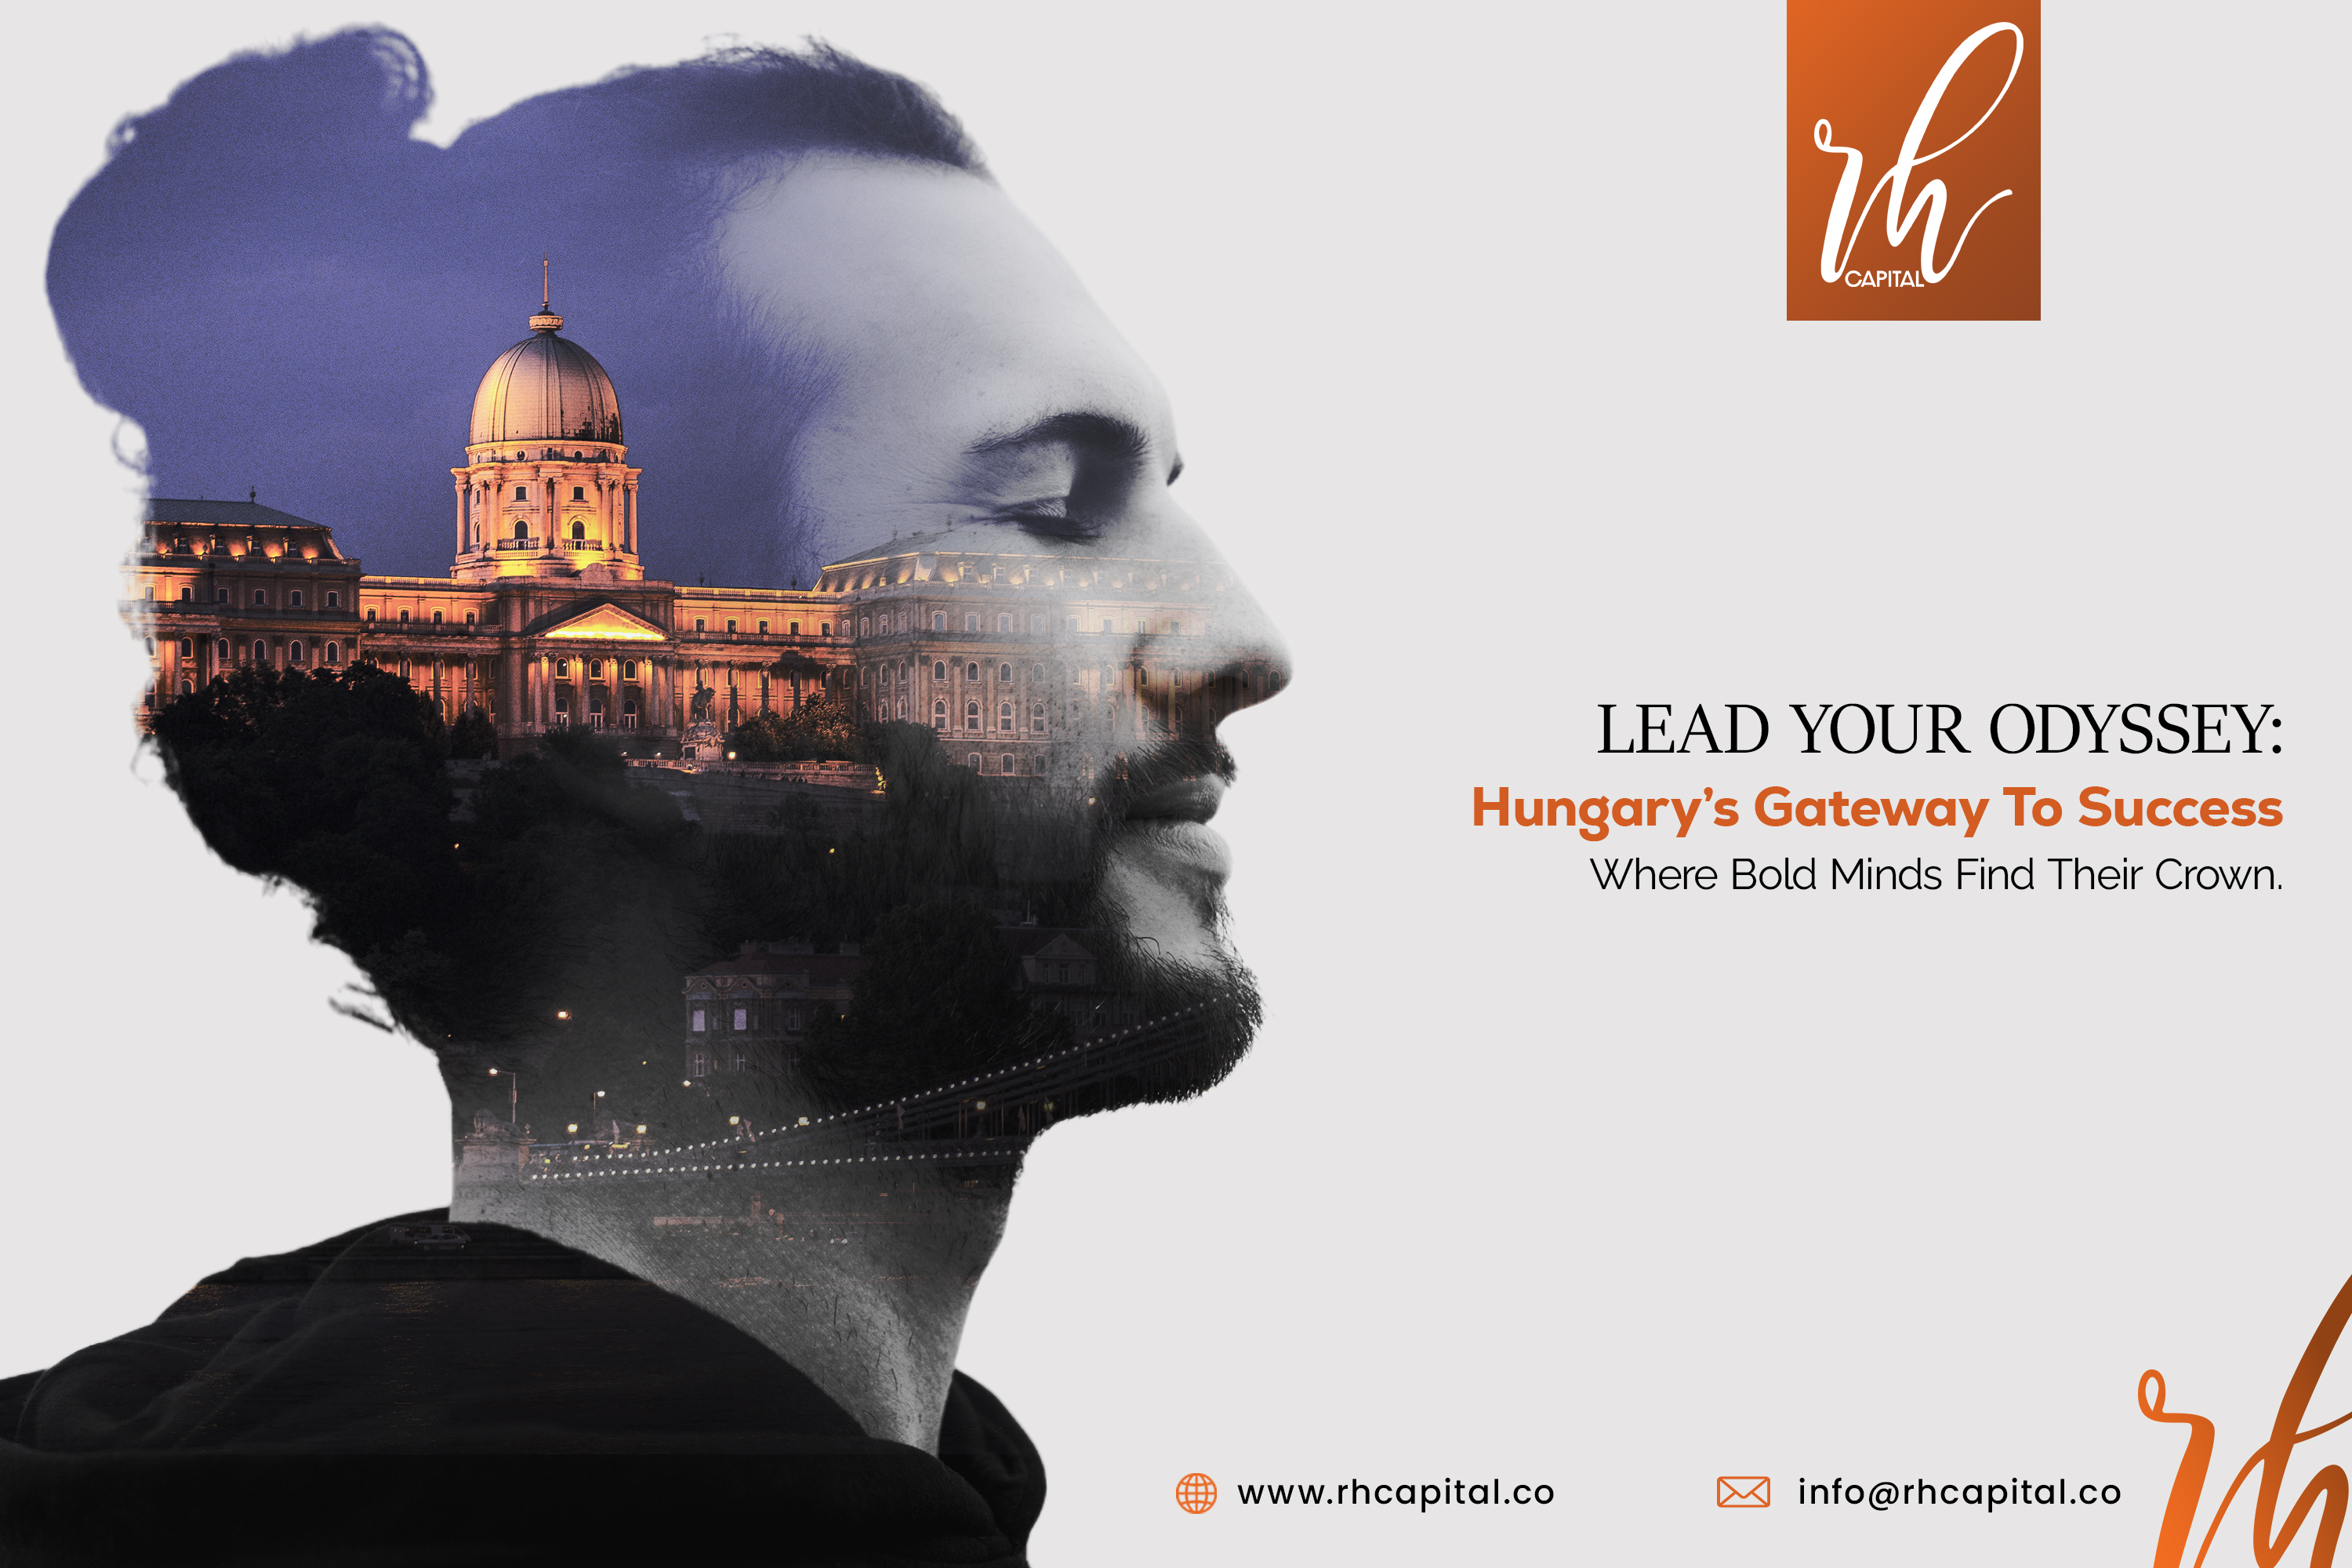 rh
CAPITAL
LEAD YOUR ODYSSEY:
Hungary’s Gateway To Success
Where Bold Minds Find Their Crown.
www.rhcapital.co
info@rhcapital.co
rh